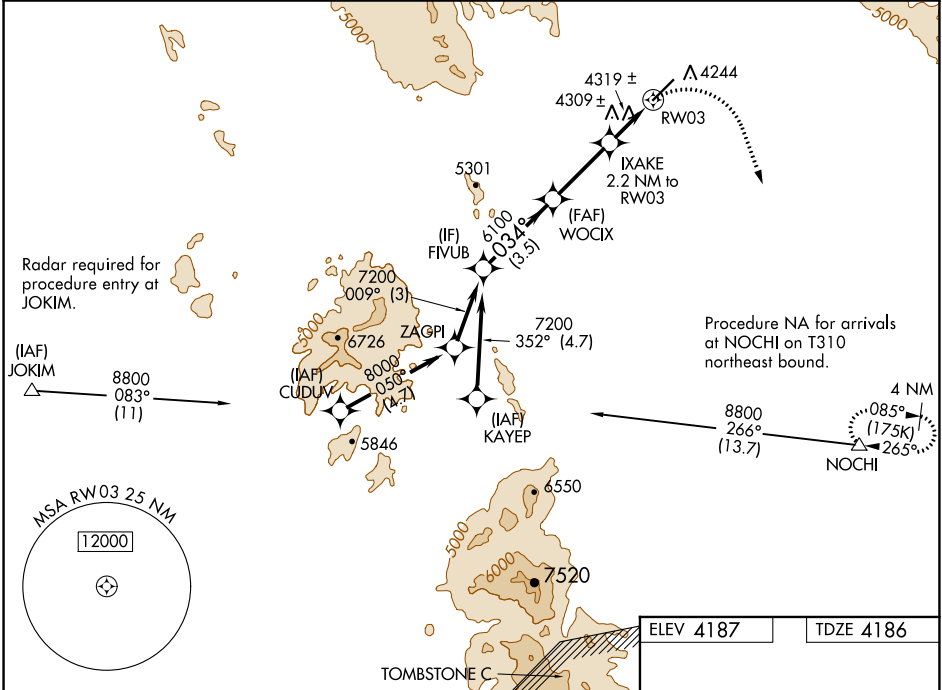 5000
5000
4319 ±
4309 ±
4244
RW03
IXAKE
2.2 NM to
RW03
5301
(FAF)
WOCIX
6100
034°
(3.5)
(IF)
FIVUB
Radar required for
procedure entry at
JOKIM.
7200
009° (3)
5000
ZAGPI
7200
352° (4.7)
Procedure NA for arrivals
at NOCHI on T310
northeast bound.
6726
(IAF)
JOKIM
8800
083°
(11)
(IAF)
CUDUV
8000
050°
(4.7)
(IAF)
KAYEP
8800
266°
(13.7)
4 NM
085°
(175K)
265°
NOCHI
5846
6550
MSA RW03 25 NM
12000
5000
6000
7520
ELEV 4187
TDZE 4186
TOMBSTONE C